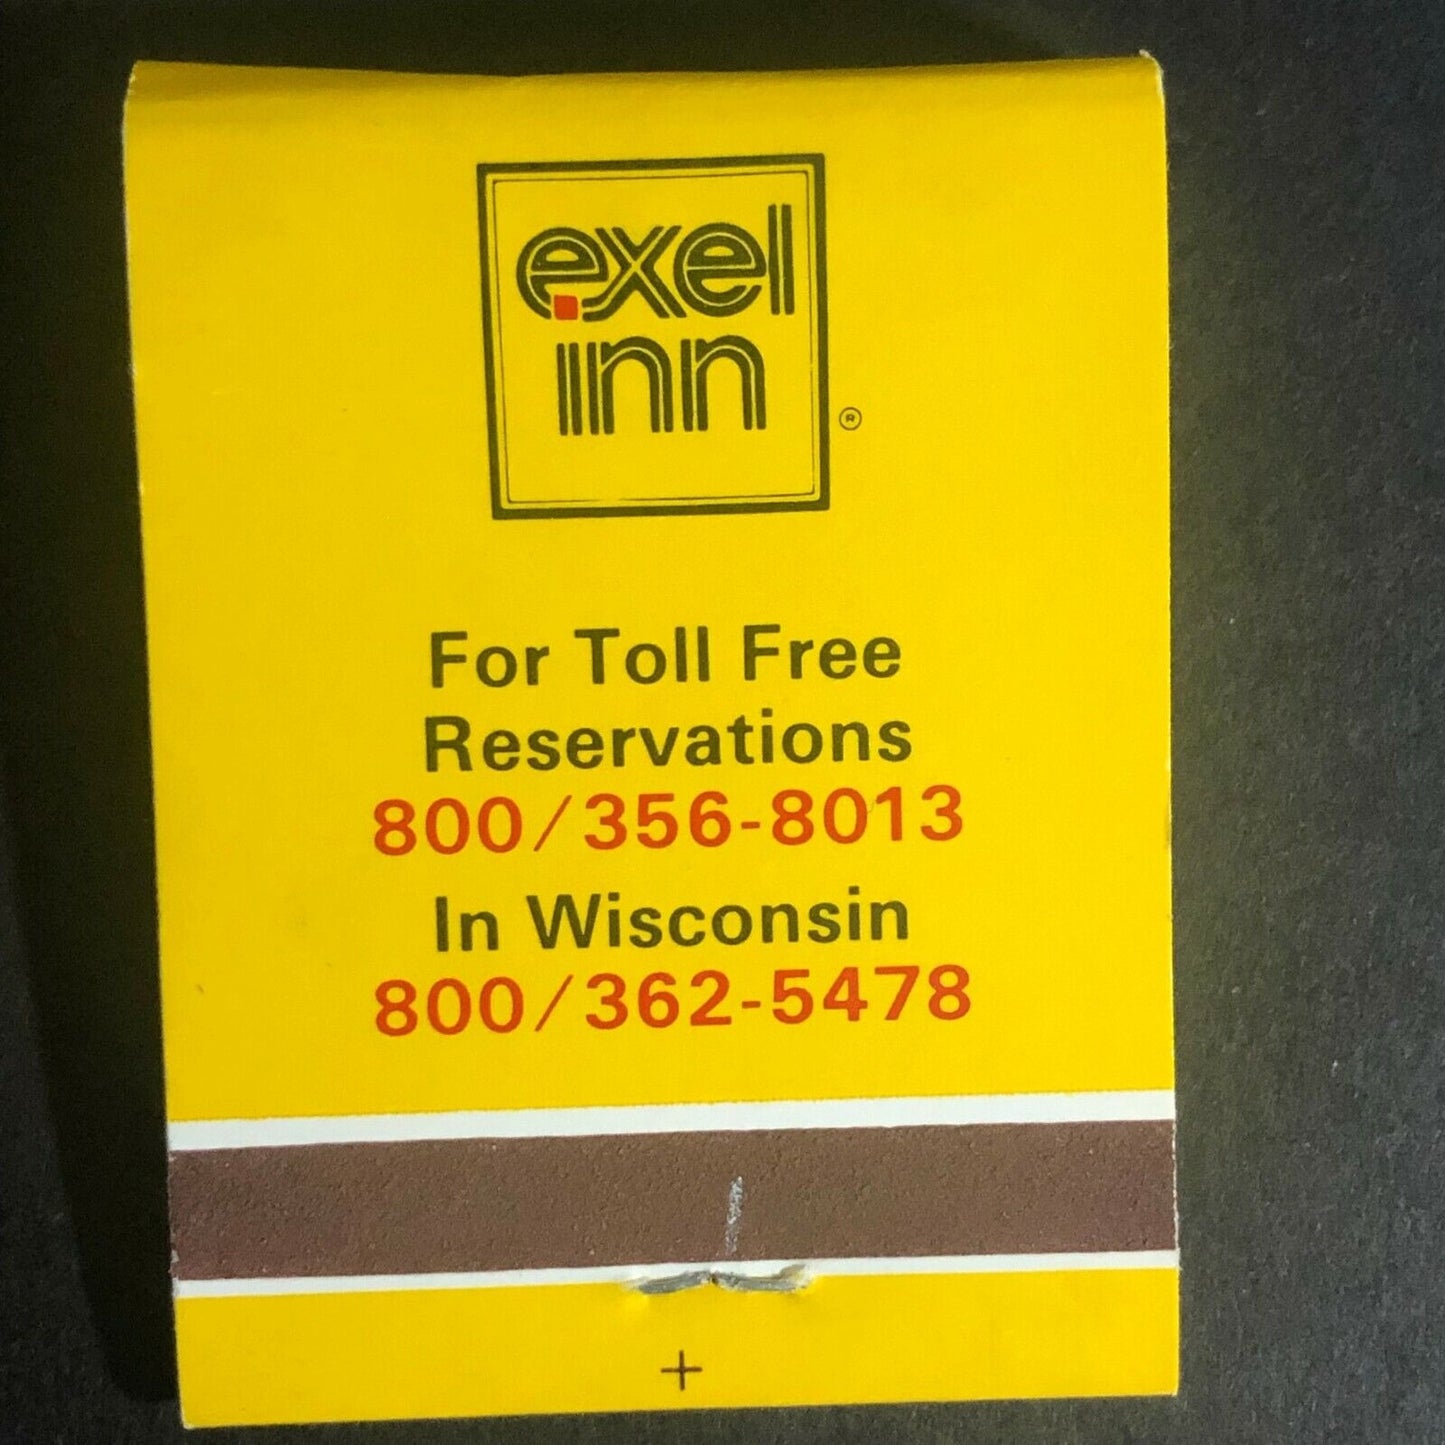 exel
inn
®
For Toll Free
Reservations
800/356-8013
In Wisconsin
800/362-5478
+